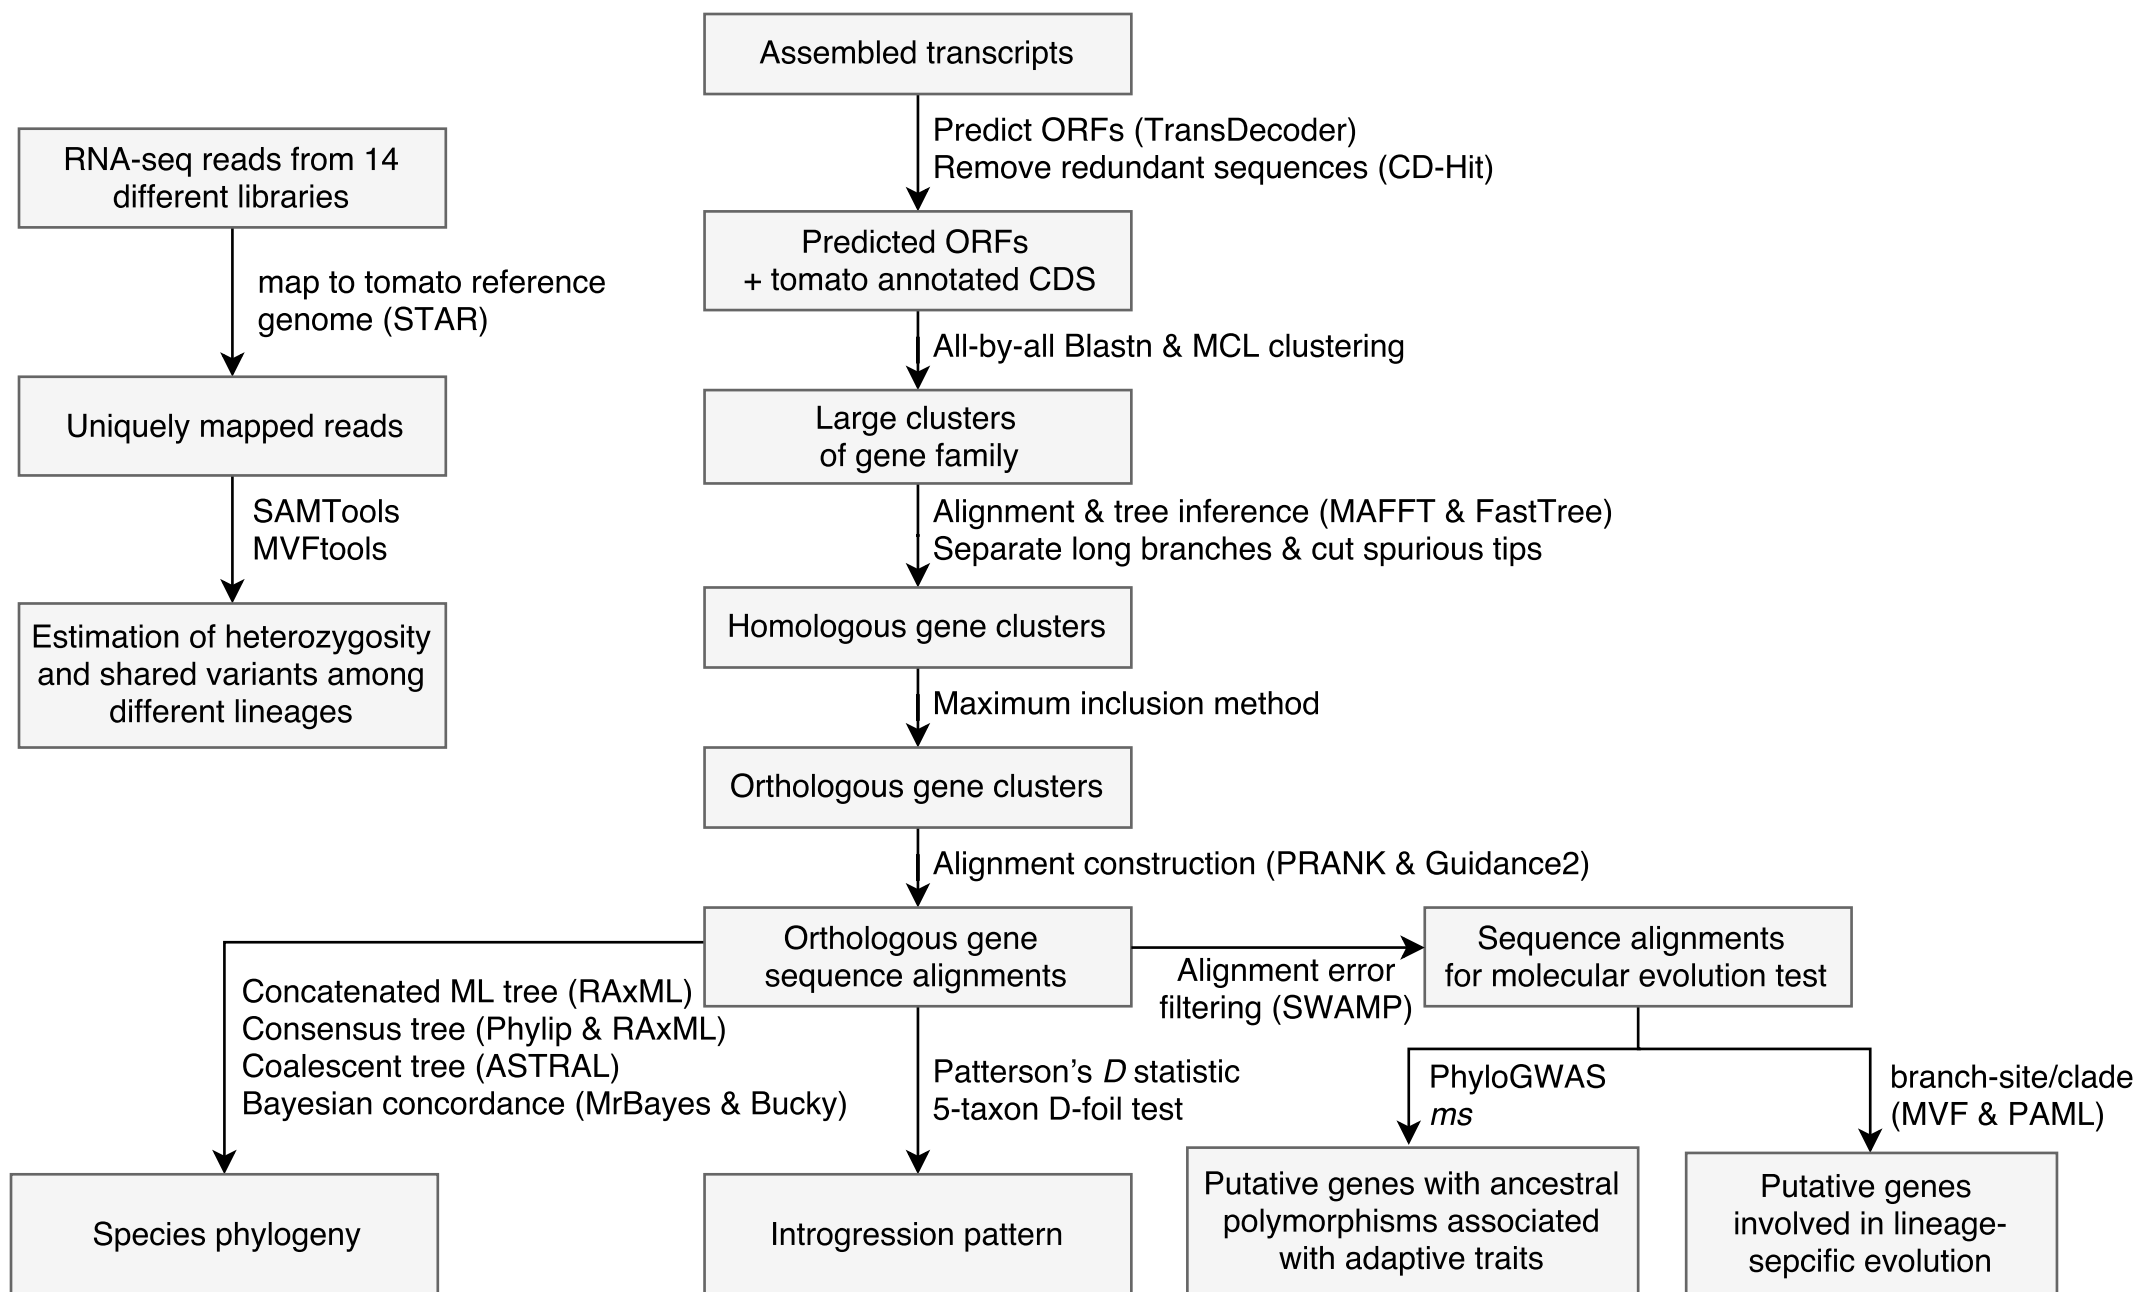 Assembled transcripts
Predict ORFs (TransDecoder)
Remove redundant sequences (CD-Hit)
RNA-seq reads from 14
different libraries
Predicted ORFs
+ tomato annotated CDS
map to tomato reference
genome (STAR)
All-by-all Blastn & MCL clustering
Uniquely mapped reads
Large clusters
of gene family
SAMTools
MVFtools
Alignment & tree inference (MAFFT & FastTree)
Separate long branches & cut spurious tips
Estimation of heterozygosity
and shared variants among
different lineages
Homologous gene clusters
Maximum inclusion method
Orthologous gene clusters
Alignment construction (PRANK & Guidance2)
Orthologous gene
sequence alignments
Alignment error
filtering (SWAMP)
Sequence alignments
for molecular evolution test
Concatenated ML tree (RAxML)
Consensus tree (Phylip & RAxML)
Coalescent tree (ASTRAL)
Bayesian concordance (MrBayes & Bucky)
Patterson’s D statistic
5-taxon D-foil test
PhyloGWAS
ms
branch-site/clade
(MVF & PAML)
Species phylogeny
Introgression pattern
Putative genes with ancestral
polymorphisms associated
with adaptive traits
Putative genes
involved in lineage-
sepcific evolution